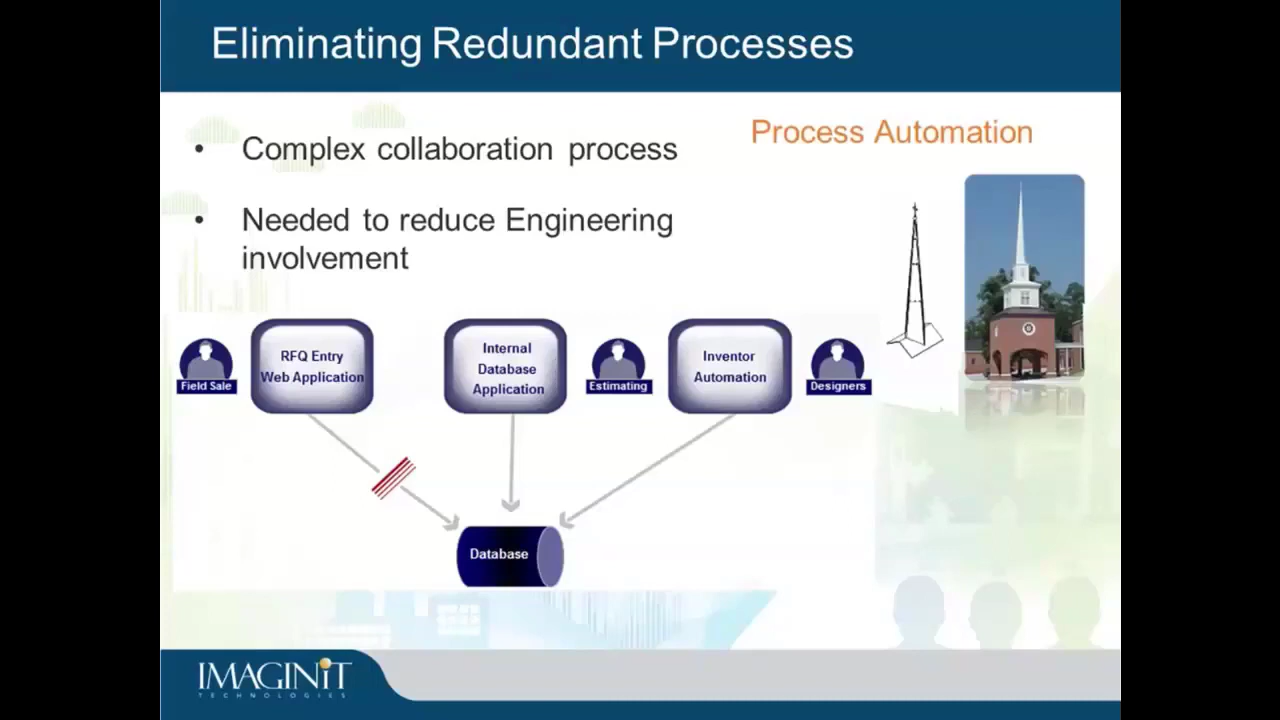 Eliminating Redundant Processes
• Complex collaboration process
Process Automation
• Needed to reduce Engineering
involvement
Field Sale
RFQ Entry
Web Application
Internal
Database
Application
Estimating
Inventor
Automation
Designers
Database
IMAGINiT
TECHNOLOGIES